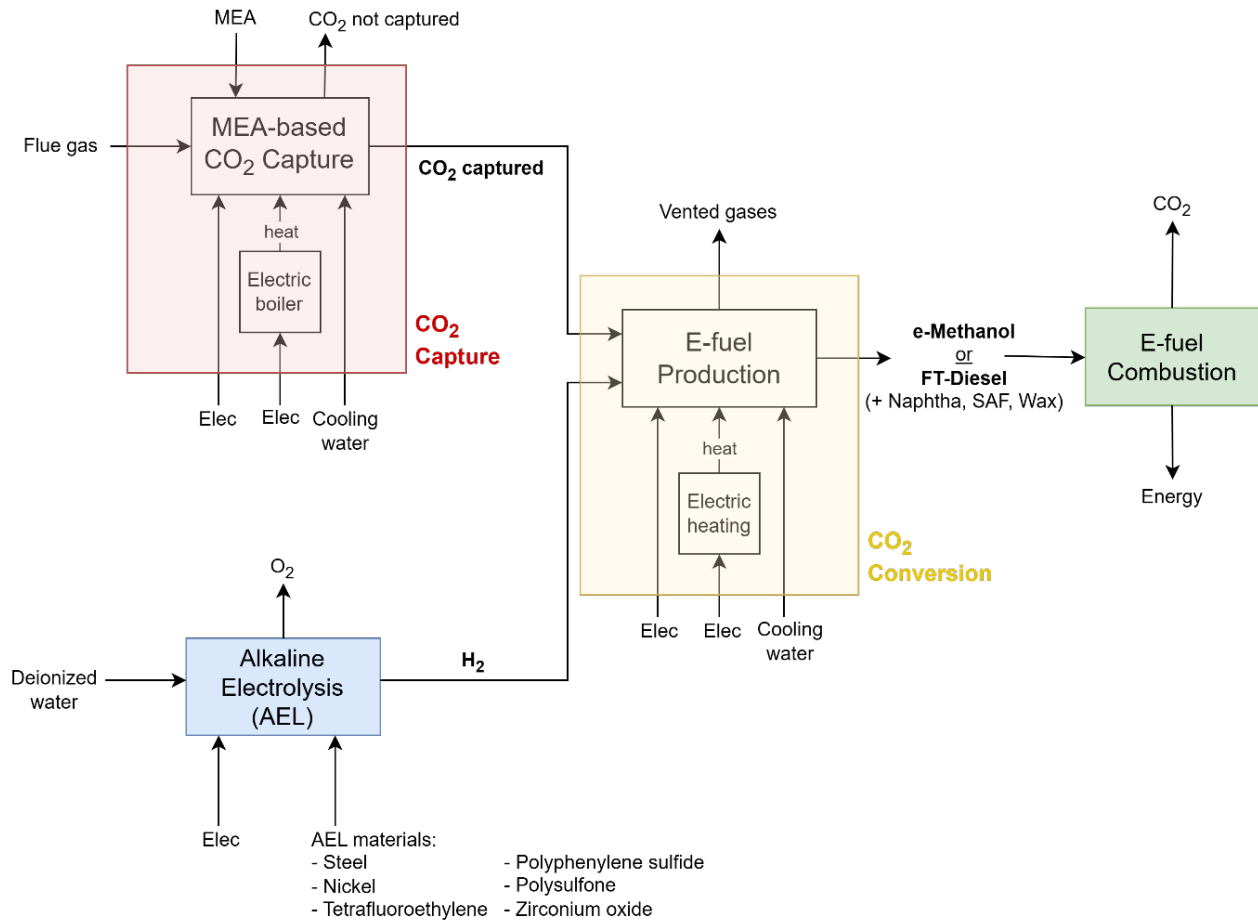 MEA
CO₂ not captured
Flue gas
MEA-based
CO₂ Capture
CO₂ captured
heat
Electric
boiler
CO₂
Capture
Elec
Elec
Cooling
water
Vented gases
E-fuel
Production
heat
Electric
heating
CO₂
Conversion
Elec
Elec
Cooling
water
e-Methanol
or
FT-Diesel
(+ Naphtha, SAF, Wax)
CO₂
E-fuel
Combustion
Energy
O₂
Deionized
water
Alkaline
Electrolysis
(AEL)
H₂
Elec
AEL materials:
- Steel
- Nickel
- Tetrafluoroethylene
- Polyphenylene sulfide
- Polysulfone
- Zirconium oxide